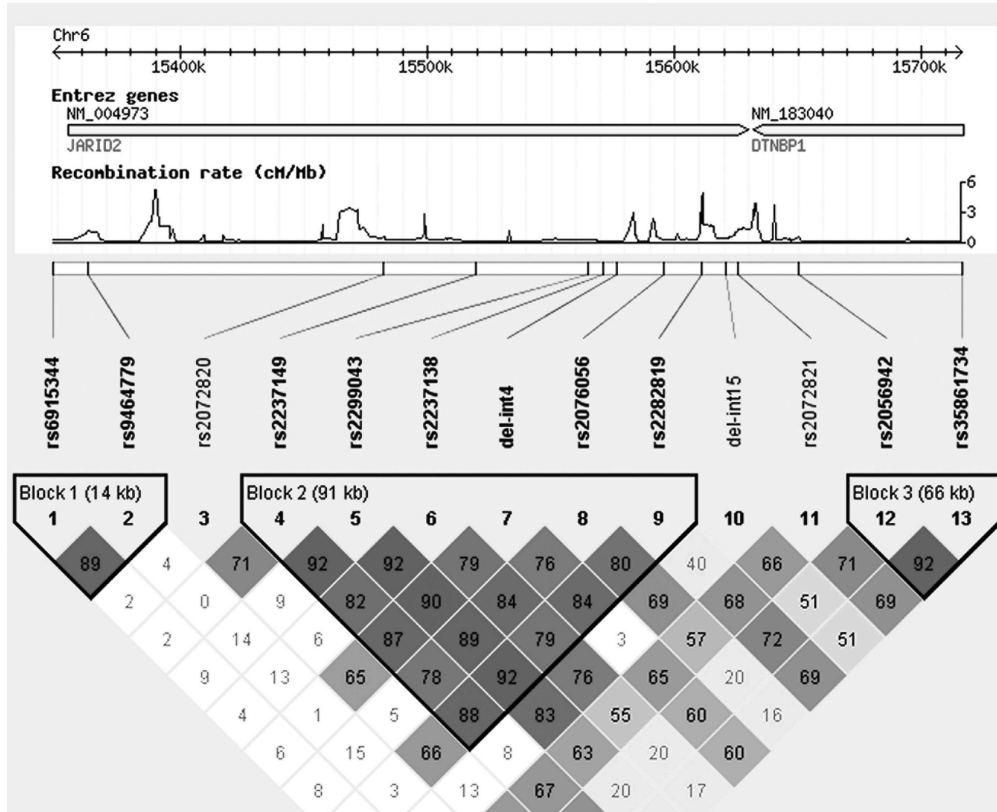 Chr6
15400k 15500k 15600k 15700k
Entrez genes
NM_004973 NM_183040
JARID2 DTNBP1
Recombination rate (cM/Mb)
6
3
0
rs6915344 rs9464779 rs2072820 rs2237149 rs2299043 rs2237138 del-int4 rs2076056 rs2282819 del-int15 rs2072821 rs2056942 rs35861734
Block 1 (14 kb) Block 2 (91 kb) Block 3 (66 kb)
1 2 3 4 5 6 7 8 9 10 11 12 13
89 4 71 92 92 79 76 80 40 66 71 92
2 0 9 82 90 84 84 69 68 51 69
2 14 6 87 89 79 3 57 72 51
9 13 65 78 92 76 65 20 69
4 1 5 88 83 55 60 16
6 15 66 8 63 20 60
8 3 13 67 20 17